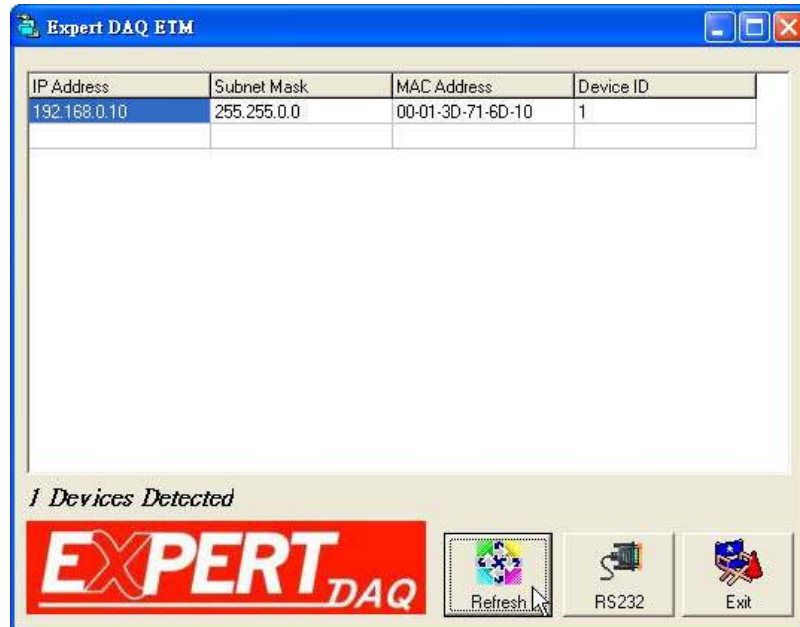 Expert DAQ ETM
IP Address Subnet Mask MAC Address Device ID
192.168.0.10 255.255.0.0 00-01-3D-71-6D-10 1
1 Devices Detected
EXPERT DAQ
Refresh RS232 Exit